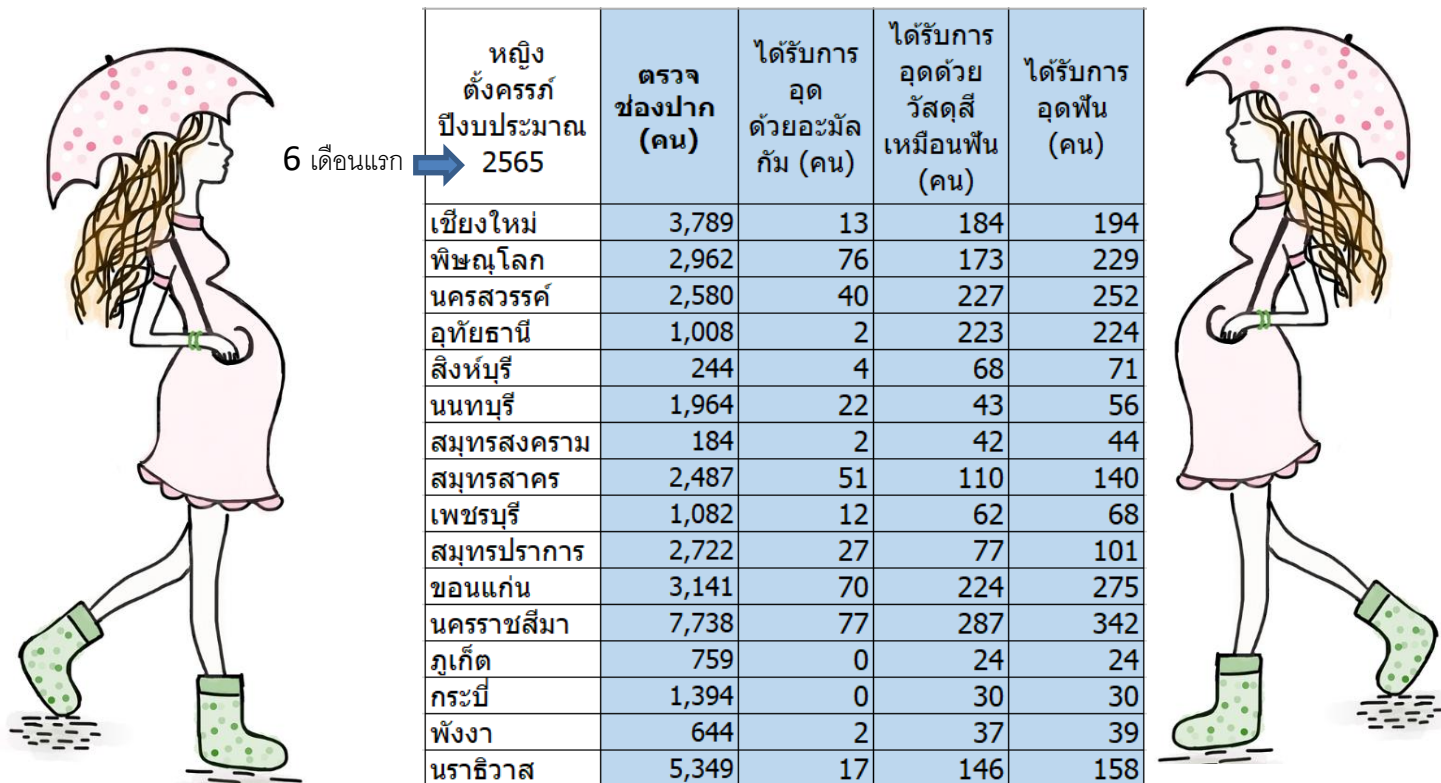 หญิง
ตั้งครรภ์
ปีงบประมาณ
2565
ตรวจ
ช่องปาก
(คน)
ได้รับการ
อุด
ด้วยอะมัล
กัม (คน)
ได้รับการ
อุดด้วย
วัสดุสี
เหมือนฟัน
(คน)
ได้รับการ
อุดฟัน
(คน)
6 เดือนแรก
เชียงใหม่ 3,789 13 184 194
พิษณุโลก 2,962 76 173 229
นครสวรรค์ 2,580 40 227 252
อุทัยธานี 1,008 2 223 224
สิงห์บุรี 244 4 68 71
นนทบุรี 1,964 22 43 56
สมุทรสงคราม 184 2 42 44
สมุทรสาคร 2,487 51 110 140
เพชรบุรี 1,082 12 62 68
สมุทรปราการ 2,722 27 77 101
ขอนแก่น 3,141 70 224 275
นครราชสีมา 7,738 77 287 342
ภูเก็ต 759 0 24 24
กระบี่ 1,394 0 30 30
พังงา 644 2 37 39
นราธิวาส 5,349 17 146 158